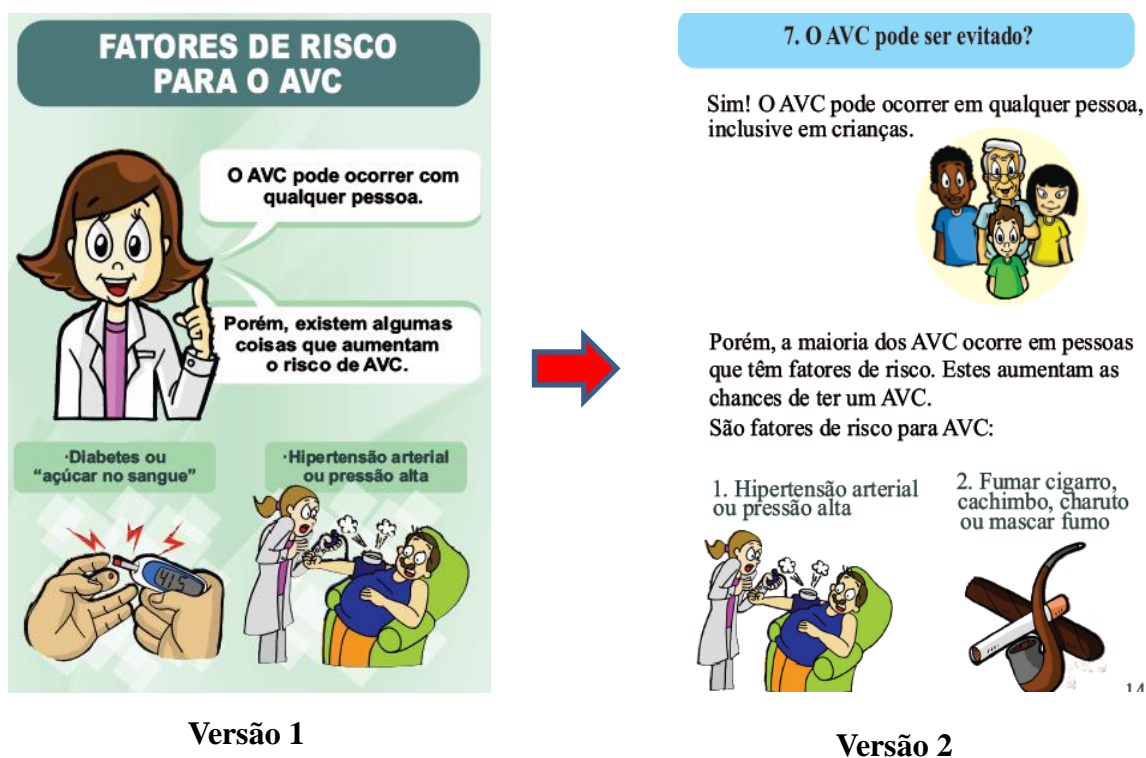 FATORES DE RISCO
PARA O AVC
O AVC pode ocorrer com
qualquer pessoa.
Porém, existem algumas
coisas que aumentam
o risco de AVC.
·Diabetes ou
“açúcar no sangue”
·Hipertensão arterial
ou pressão alta
415
Versão 1
7. O AVC pode ser evitado?
Sim! O AVC pode ocorrer em qualquer pessoa,
inclusive em crianças.
Porém, a maioria dos AVC ocorre em pessoas
que têm fatores de risco. Estes aumentam as
chances de ter um AVC.
São fatores de risco para AVC:
1. Hipertensão arterial
ou pressão alta
2. Fumar cigarro,
cachimbo, charuto
ou mascar fumo
14
Versão 2